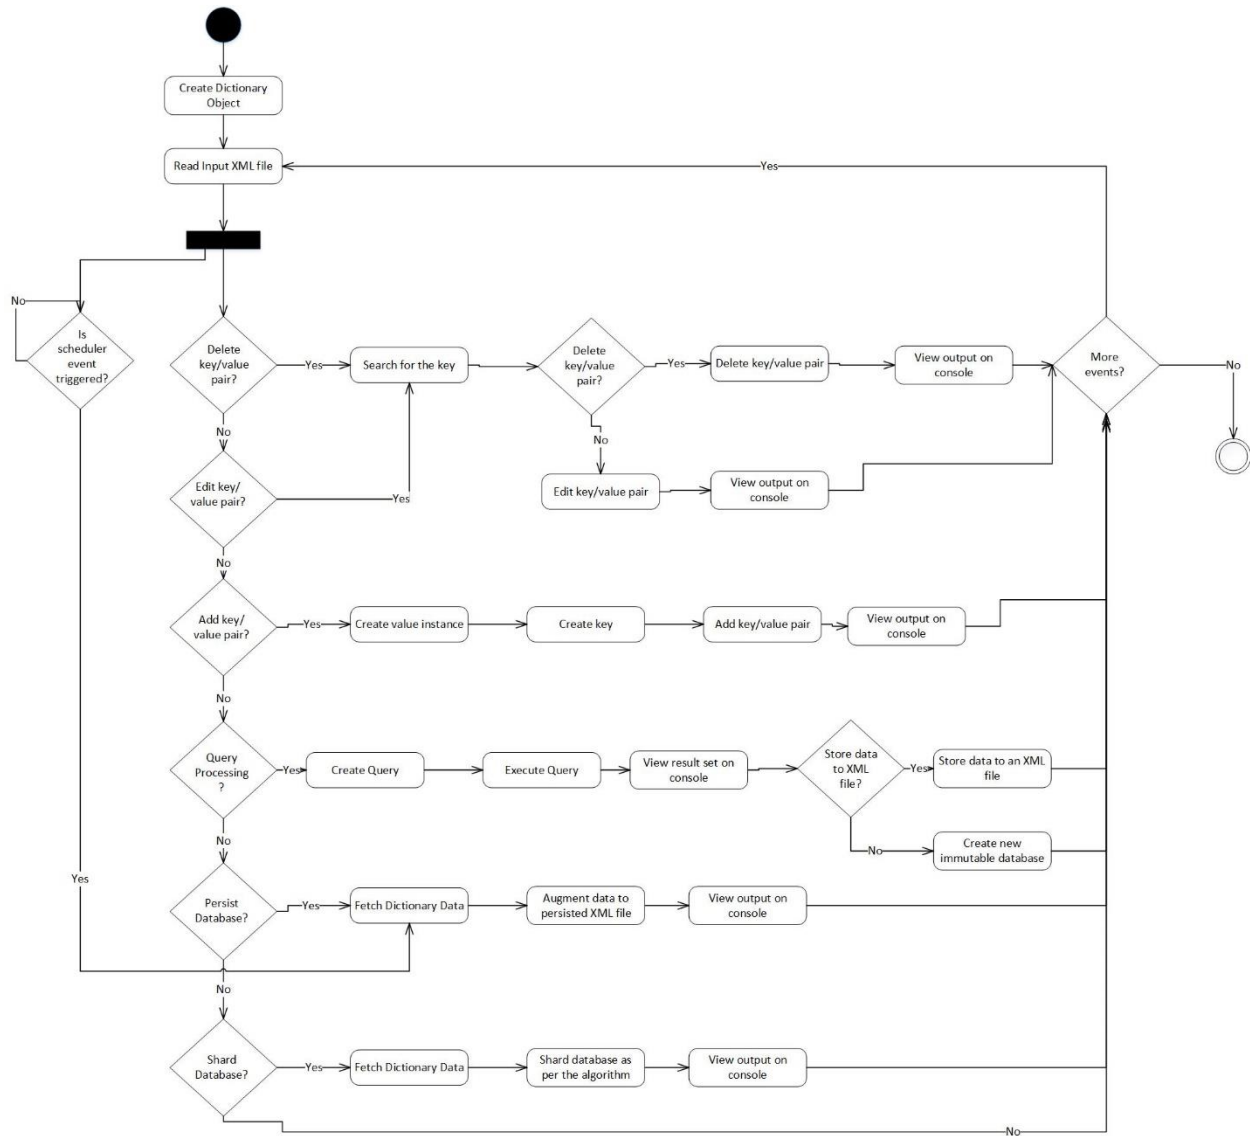 Create Dictionary
Object
Read Input XML file
Yes
No
Is
scheduler
event
triggered?
Delete
key/value
pair?
Yes
Search for the key
Delete
key/value
pair?
Yes
Delete key/value pair
View output on
console
More
events?
No
No
No
Edit key/
value pair?
Yes
Edit key/value pair
View output on
console
No
Add key/
value pair?
Yes
Create value instance
Create key
Add key/value pair
View output on
console
No
Query
Processing
?
Yes
Create Query
Execute Query
View result set on
console
Store data
to XML
file?
Yes
Store data to an XML
file
No
No
Create new
immutable database
Yes
Persist
Database?
Yes
Fetch Dictionary Data
Augment data to
persisted XML file
View output on
console
No
Shard
Database?
Yes
Fetch Dictionary Data
Shard database as
per the algorithm
View output on
console
No